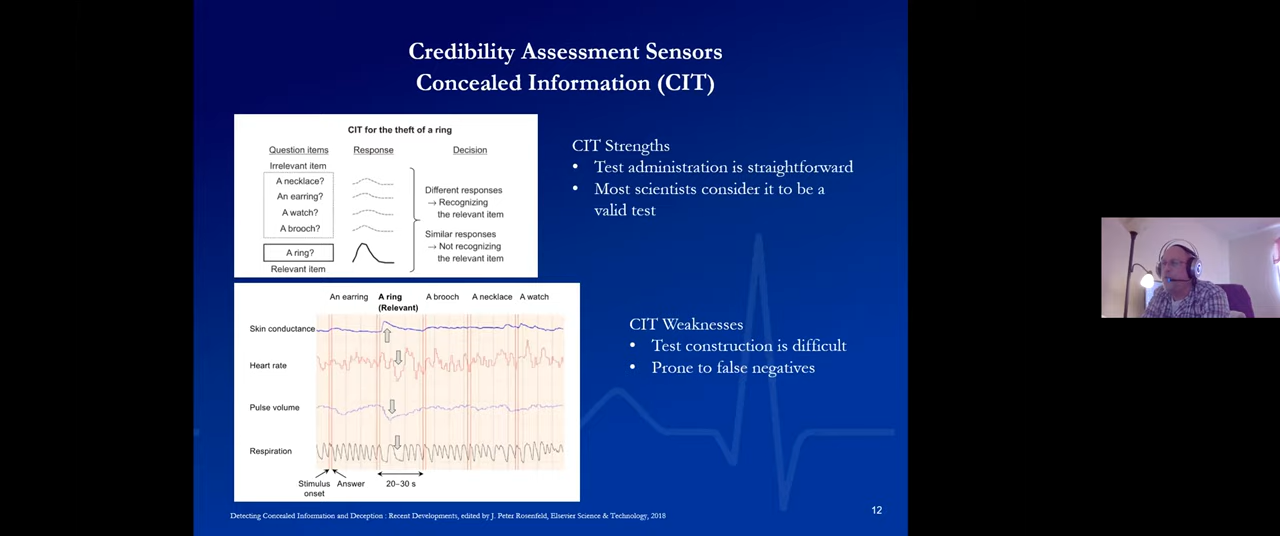 Credibility Assessment Sensors
Concealed Information (CIT)
CIT for the theft of a ring
Question items Response Decision
Irrelevant item
A necklace?
An earring?
A watch?
A brooch?
A ring?
Relevant item
Different responses
→ Recognizing
the relevant item
Similar responses
→ Not recognizing
the relevant item
CIT Strengths
• Test administration is straightforward
• Most scientists consider it to be a
valid test
An earring A ring A brooch A necklace A watch
(Relevant)
Skin conductance
Heart rate
Pulse volume
Respiration
Stimulus Answer 20–30 s
onset
CIT Weaknesses
• Test construction is difficult
• Prone to false negatives
Detecting Concealed Information and Deception : Recent Developments, edited by J. Peter Rosenfeld, Elsevier Science & Technology, 2018
12